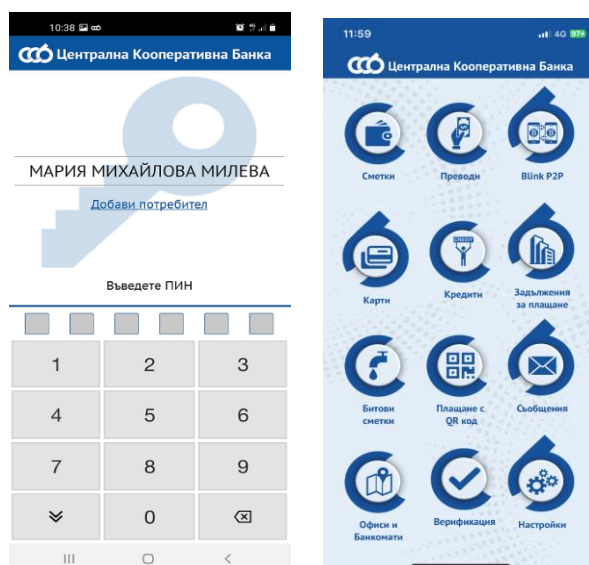 10:38
Централна Кооперативна Банка
МАРИЯ МИХАЙЛОВА МИЛЕВА
Добави потребител
Въведете ПИН
1 2 3
4 5 6
7 8 9
0
11:59 4G 97
Централна Кооперативна Банка
Сметки Преводи Blink P2P
Карти Кредити Задължения
за плащане
CREDIT
Битови Плащане с Съобщения
сметки QR код
Офиси и Верификация Настройки
Банкомати